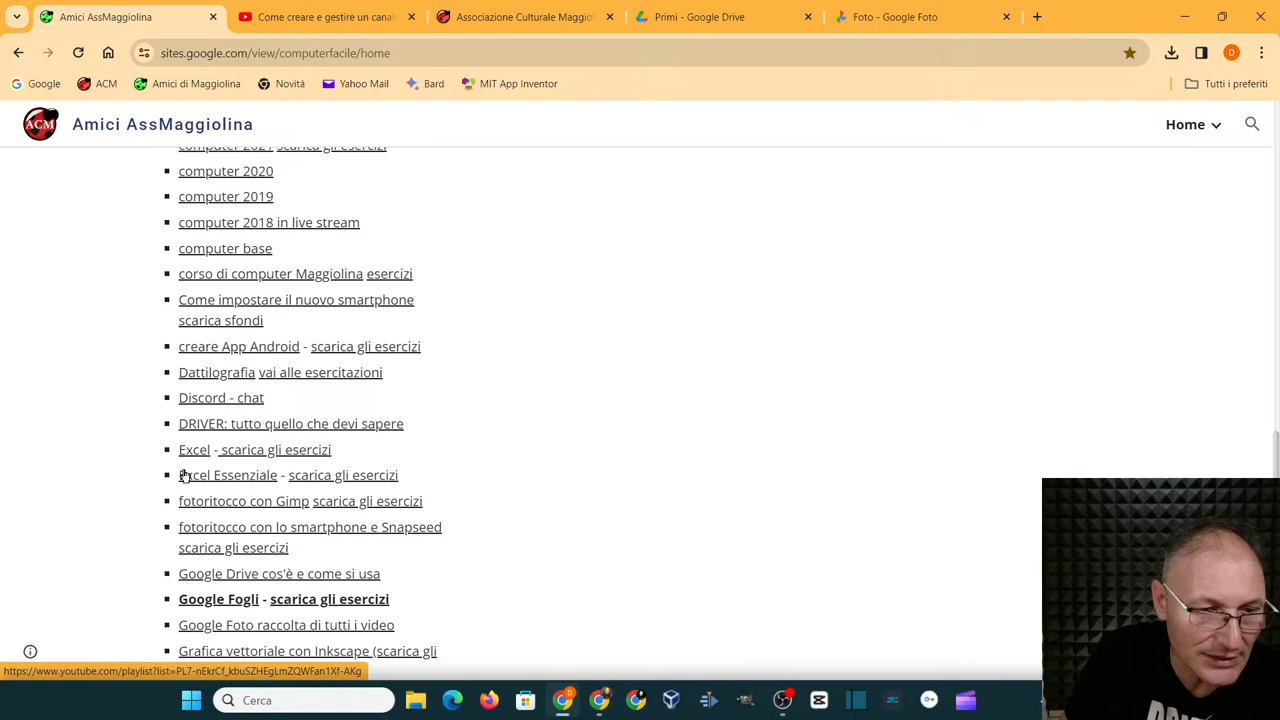 Amici AssMaggiolina
Come creare e gestire un canal
Associazione Culturale Maggiol
Primi - Google Drive
Foto - Google Foto
sites.google.com/view/computerfacile/home
D
Google
ACM
Amici di Maggiolina
Novità
Yahoo Mail
Bard
MIT App Inventor
Tutti i preferiti
ACM
Amici AssMaggiolina
Home
computer 2021 scarica gli esercizi
computer 2020
computer 2019
computer 2018 in live stream
computer base
corso di computer Maggiolina esercizi
Come impostare il nuovo smartphone
scarica sfondi
creare App Android - scarica gli esercizi
Dattilografia vai alle esercitazioni
Discord - chat
DRIVER: tutto quello che devi sapere
Excel - scarica gli esercizi
Excel Essenziale - scarica gli esercizi
fotoritocco con Gimp scarica gli esercizi
fotoritocco con lo smartphone e Snapseed
scarica gli esercizi
Google Drive cos'è e come si usa
Google Fogli - scarica gli esercizi
Google Foto raccolta di tutti i video
Grafica vettoriale con Inkscape (scarica gli
https://www.youtube.com/playlist?list=PL7-nEkrCf_kbuSZHEgLmZQWFan1Xf-AKg
Cerca